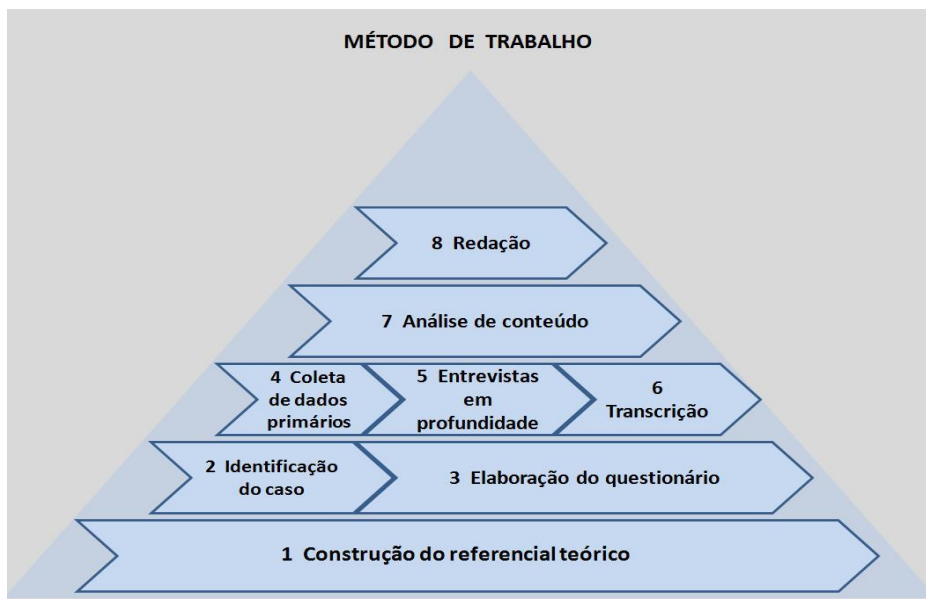 MÉTODO DE TRABALHO
8 Redação
7 Análise de conteúdo
4 Coleta
de dados
primários
5 Entrevistas
em
profundidade
6
Transcrição
2 Identificação
do caso
3 Elaboração do questionário
1 Construção do referencial teórico